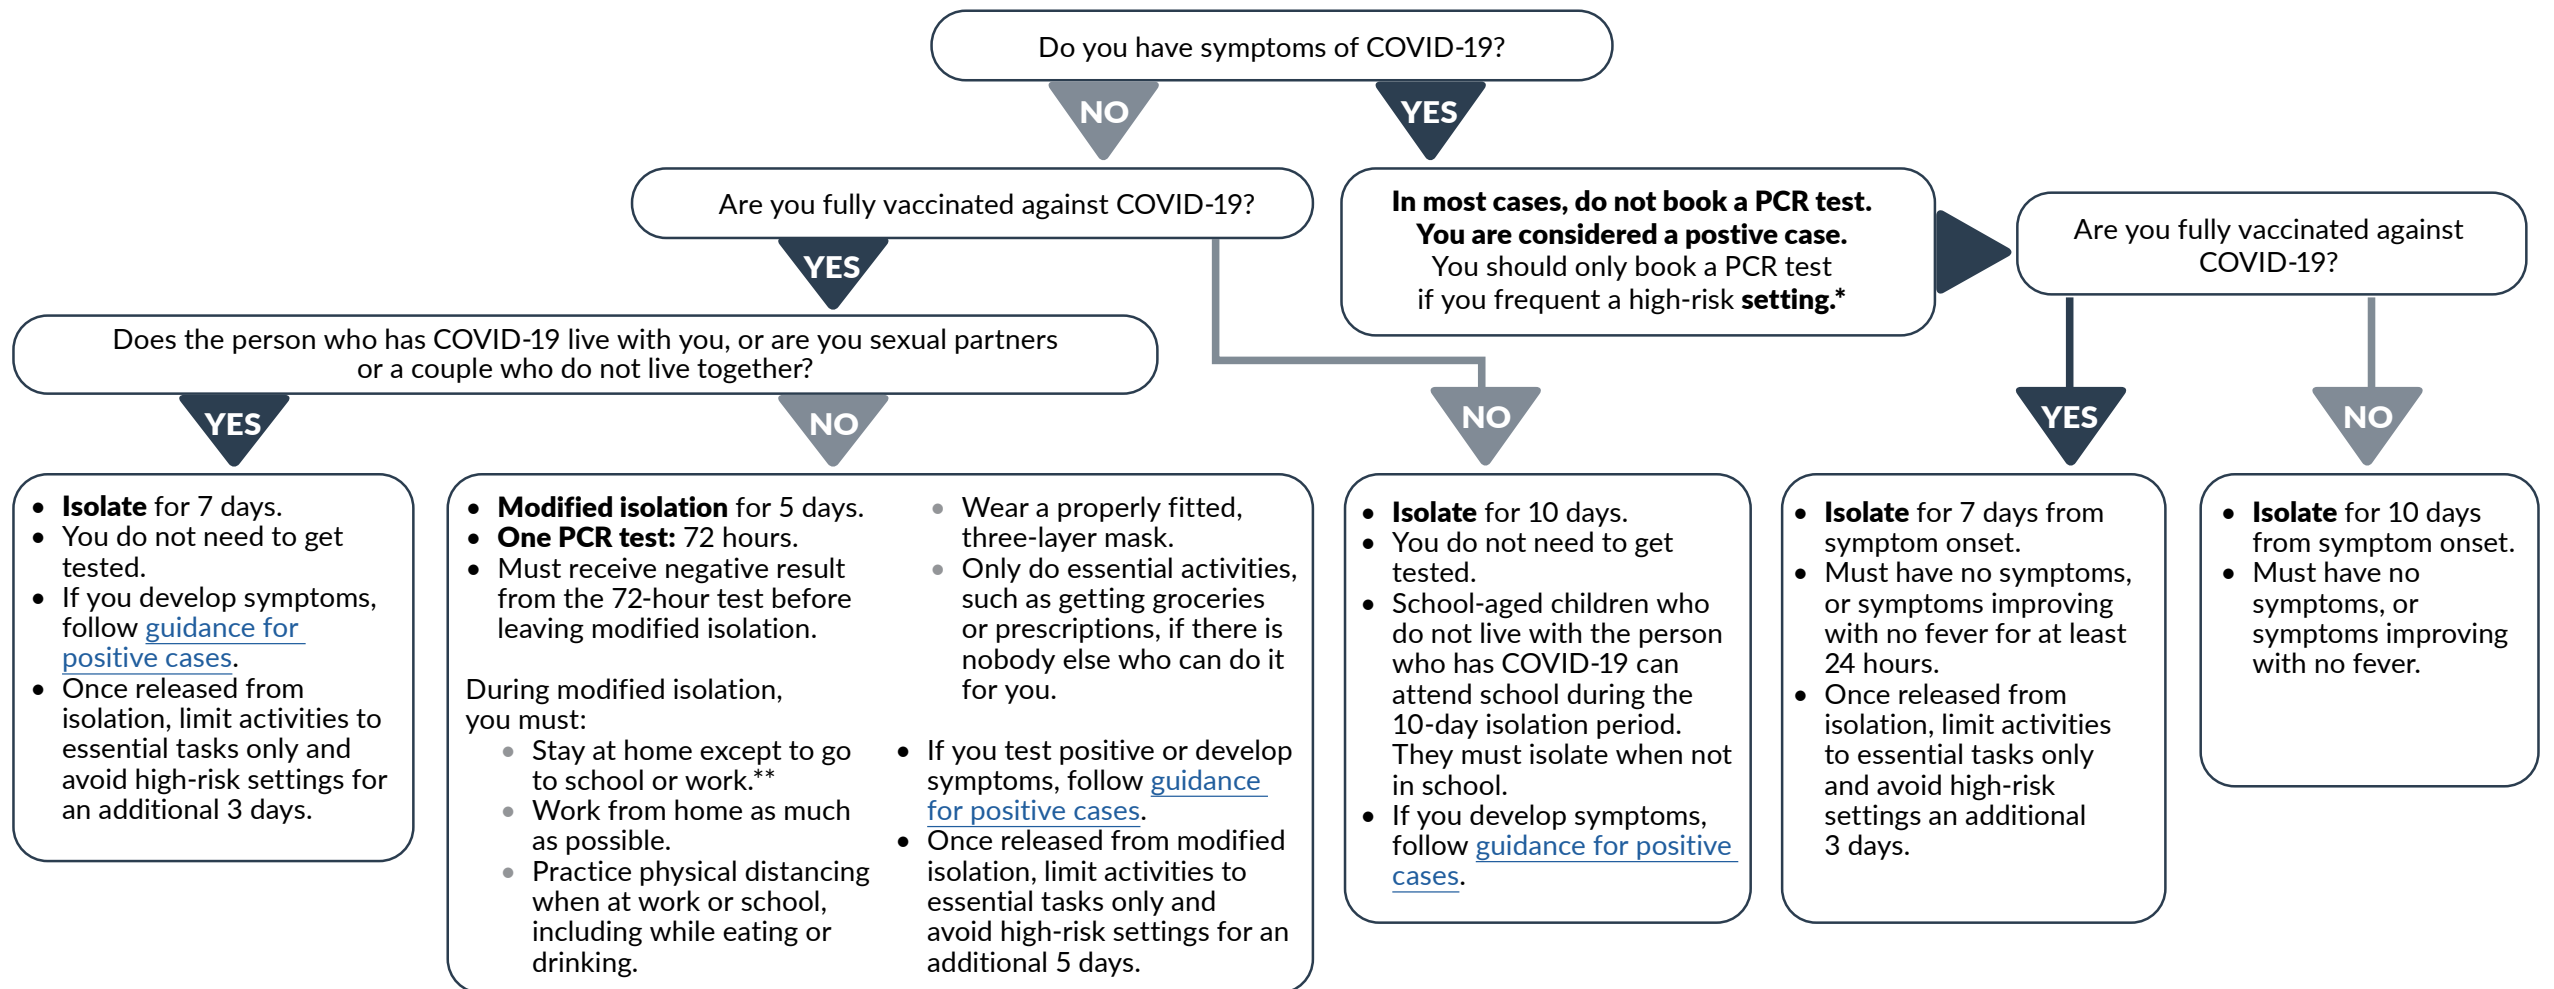 Do you have symptoms of COVID-19?
NO
YES
Are you fully vaccinated against COVID-19?
In most cases, do not book a PCR test.
You are considered a postive case.
You should only book a PCR test
if you frequent a high-risk setting.*
Are you fully vaccinated against
COVID-19?
YES
Does the person who has COVID-19 live with you, or are you sexual partners
or a couple who do not live together?
YES
NO
NO
YES
NO
• Isolate for 7 days.
• You do not need to get
tested.
• If you develop symptoms,
follow guidance for
positive cases.
• Once released from
isolation, limit activities to
essential tasks only and
avoid high-risk settings for
an additional 3 days.
• Modified isolation for 5 days.
• One PCR test: 72 hours.
• Must receive negative result
from the 72-hour test before
leaving modified isolation.
During modified isolation,
you must:
• Stay at home except to go
to school or work.**
• Work from home as much
as possible.
• Practice physical distancing
when at work or school,
including while eating or
drinking.
• Wear a properly fitted,
three-layer mask.
• Only do essential activities,
such as getting groceries
or prescriptions, if there is
nobody else who can do it
for you.
• If you test positive or develop
symptoms, follow guidance
for positive cases.
• Once released from modified
isolation, limit activities to
essential tasks only and
avoid high-risk settings for an
additional 5 days.
• Isolate for 10 days.
• You do not need to get
tested.
• School-aged children who
do not live with the person
who has COVID-19 can
attend school during the
10-day isolation period.
They must isolate when not
in school.
• If you develop symptoms,
follow guidance for positive
cases.
• Isolate for 7 days from
symptom onset.
• Must have no symptoms,
or symptoms improving
with no fever for at least
24 hours.
• Once released from
isolation, limit activities
to essential tasks only
and avoid high-risk
settings an additional
3 days.
• Isolate for 10 days
from symptom onset.
• Must have no
symptoms, or
symptoms improving
with no fever.